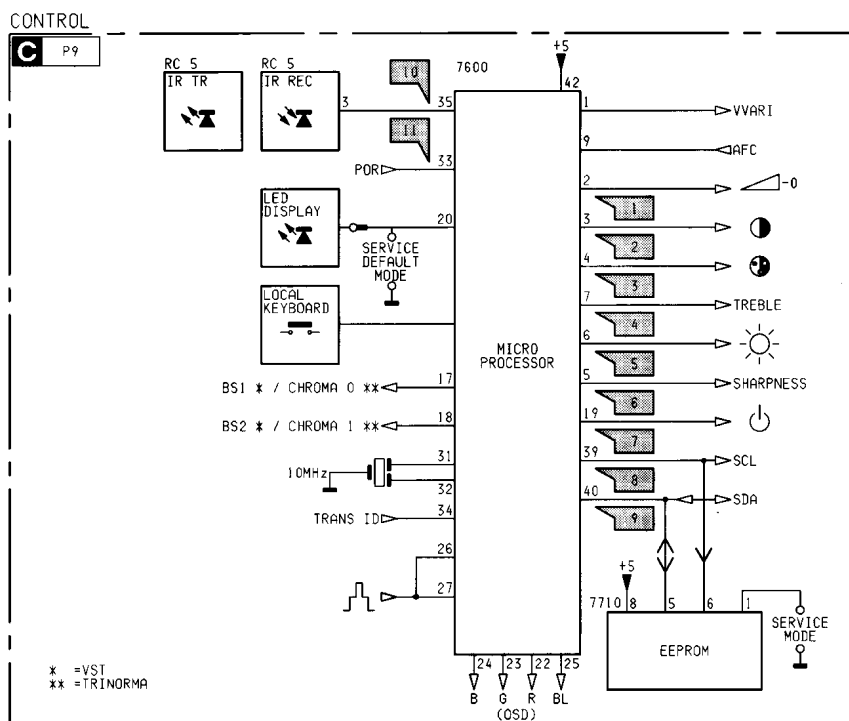 CONTROL
C P9
RC 5 RC 5
IR TR IR REC
3 10 35
7600
+5
42
1 VVARI
11
9 AFC
POR 33
2 -0
LED
DISPLAY
20
1
3
SERVICE
DEFAULT
MODE
2
4
3
LOCAL
KEYBOARD
7 TREBLE
4
6
MICRO
PROCESSOR
5
5 SHARPNESS
BS1 * / CHROMA 0 ** 17
6
19
BS2 * / CHROMA 1 ** 18
7
39 SCL
31
10MHz
8
32
40 SDA
TRANS ID 34
9
26
27
+5
7710 8 5 6 1
SERVICE
MODE
EEPROM
24 23 22 25
B G R BL
(OSD)
* =VST
** =TRINORMA